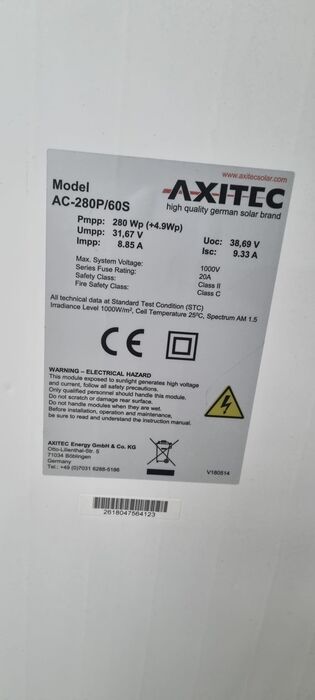 www.axitecsolar.com
AXITEC
high quality german solar brand
Model
AC-280P/60S
Pmpp: 280 Wp (+4.9Wp)
Umpp: 31,67 V
Impp: 8.85 A
Uoc: 38,69 V
Isc: 9.33 A
Max. System Voltage: 1000V
Series Fuse Rating: 20A
Safety Class: Class II
Fire Safety Class: Class C
All technical data at Standard Test Condition (STC)
Irradiance Level 1000W/m², Cell Temperature 25ºC, Spectrum AM 1.5
CE
WARNING – ELECTRICAL HAZARD
This module exposed to sunlight generates high voltage
and current, follow all safety precautions.
Only qualified personnel should handle this module.
Do not scratch or damage rear surface.
Do not handle modules when they are wet.
Before installation, operation and maintenance,
be sure to read and understand the instruction manual.
AXITEC Energy GmbH & Co. KG
Otto-Lilienthal-Str. 5
71034 Böblingen
Germany
Tel.: +49 (0)7031 6288-5186
V180514
2618047564123